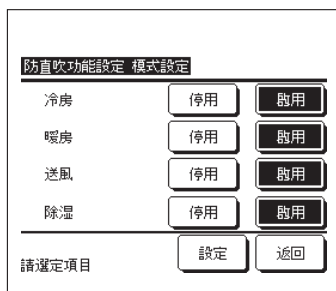 防直吹功能設定 模式設定
冷房 停用 啟用
暖房 停用 啟用
送風 停用 啟用
除湿 停用 啟用
請選定項目 設定 返回